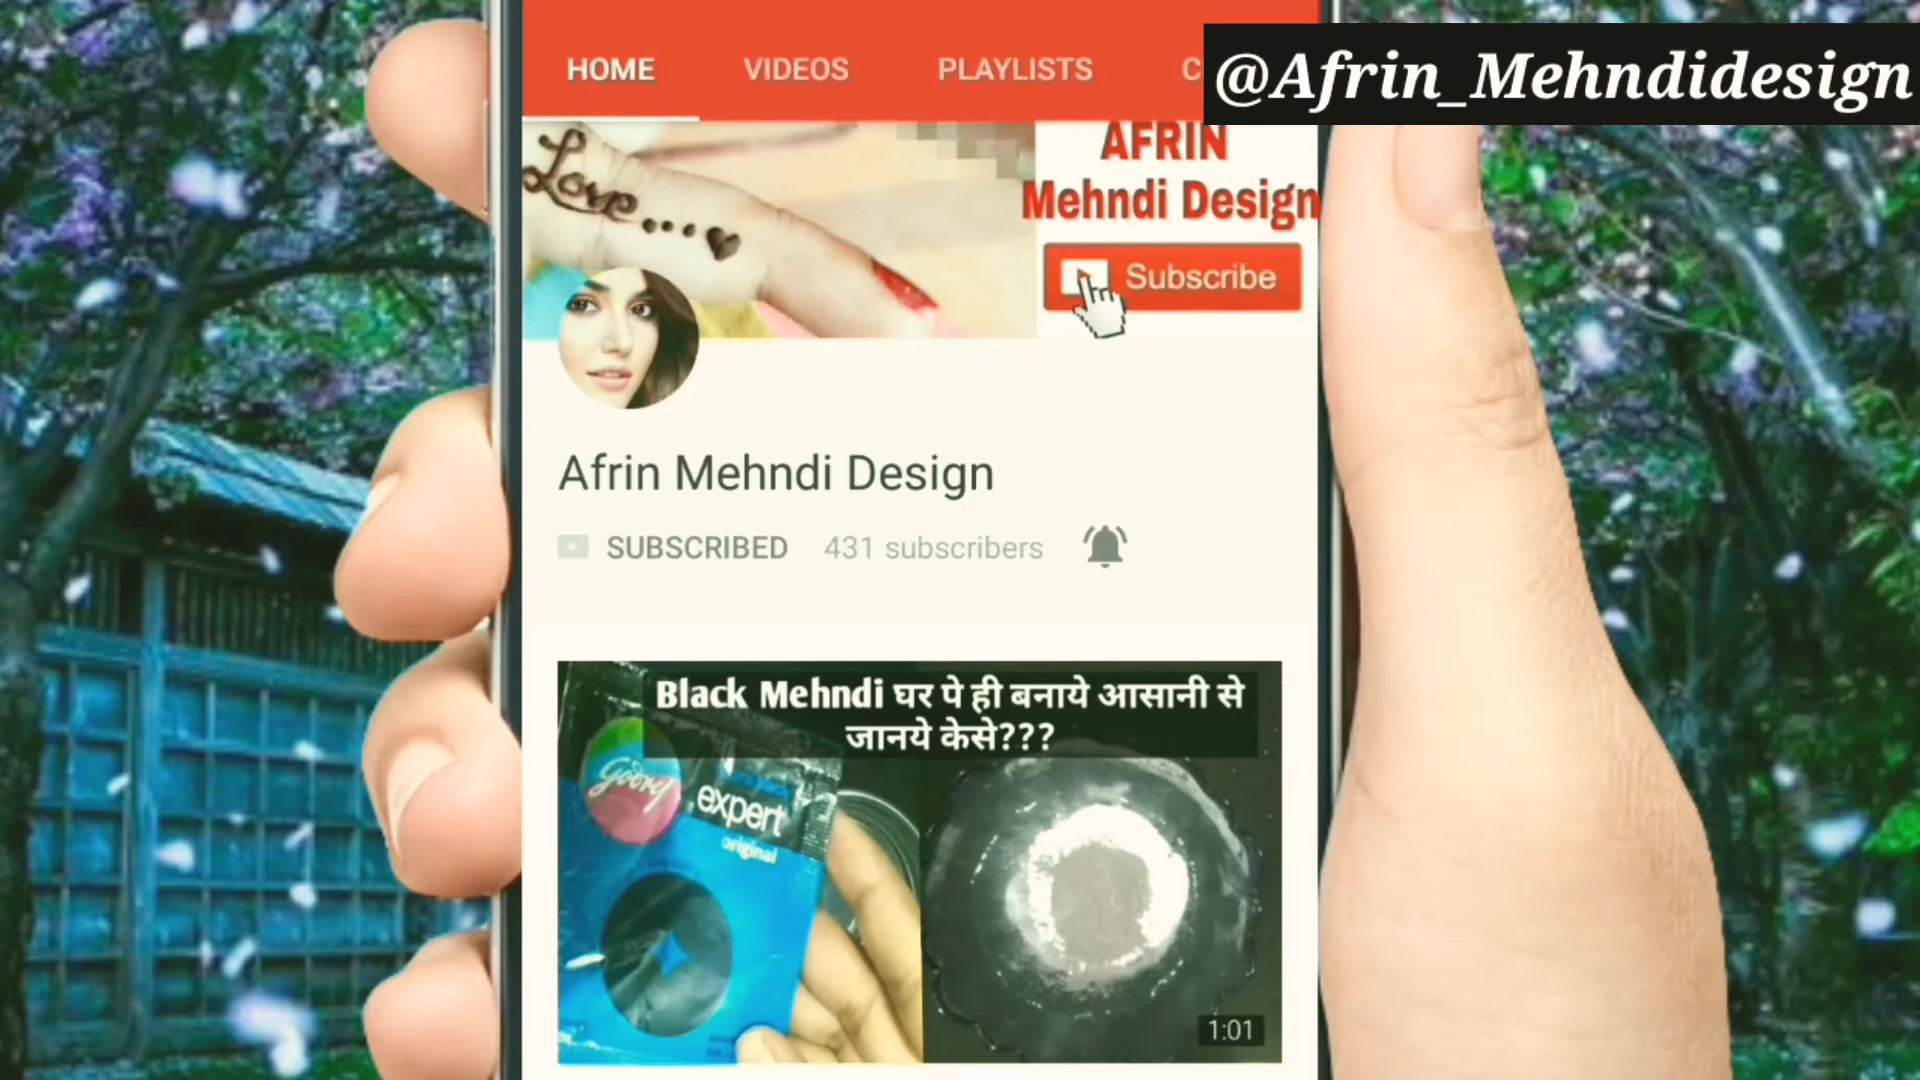 HOME VIDEOS PLAYLISTS C
@Afrin_Mehndidesign
Love....
AFRIN
Mehndi Design
Subscribe
Afrin Mehndi Design
SUBSCRIBED 431 subscribers
Black Mehndi घर पे ही बनाये आसानी से
जानये केसे???
Godrej
expert
original
1:01